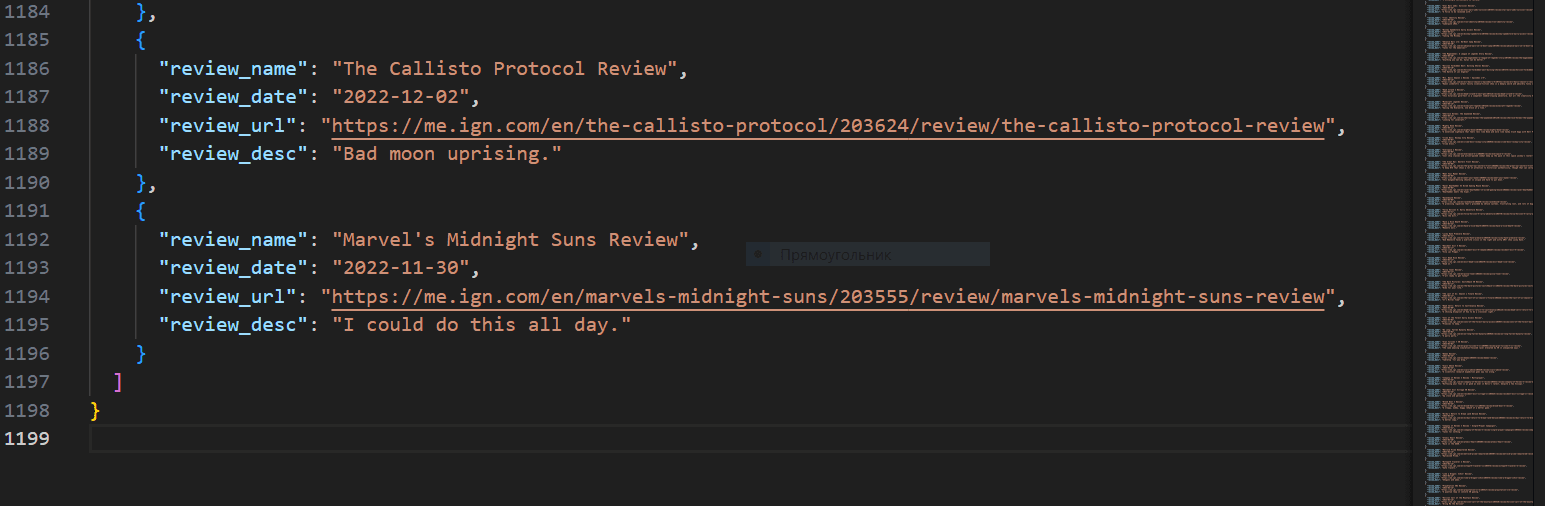 1184 },
1185 {
1186 "review_name": "The Callisto Protocol Review",
1187 "review_date": "2022-12-02",
1188 "review_url": "https://me.ign.com/en/the-callisto-protocol/203624/review/the-callisto-protocol-review",
1189 "review_desc": "Bad moon uprising."
1190 },
1191 {
1192 "review_name": "Marvel's Midnight Suns Review",
Прямоугольник
1193 "review_date": "2022-11-30",
1194 "review_url": "https://me.ign.com/en/marvels-midnight-suns/203555/review/marvels-midnight-suns-review",
1195 "review_desc": "I could do this all day."
1196 }
1197 ]
1198 }
1199